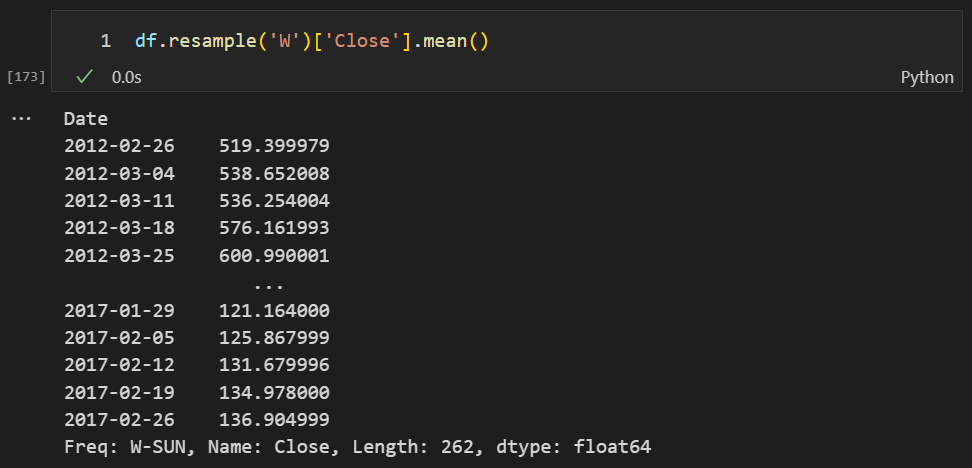 1 df.resample('W')['Close'].mean()
[173] 0.0s Python
... Date
2012-02-26 519.399979
2012-03-04 538.652008
2012-03-11 536.254004
2012-03-18 576.161993
2012-03-25 600.990001
...
2017-01-29 121.164000
2017-02-05 125.867999
2017-02-12 131.679996
2017-02-19 134.978000
2017-02-26 136.904999
Freq: W-SUN, Name: Close, Length: 262, dtype: float64